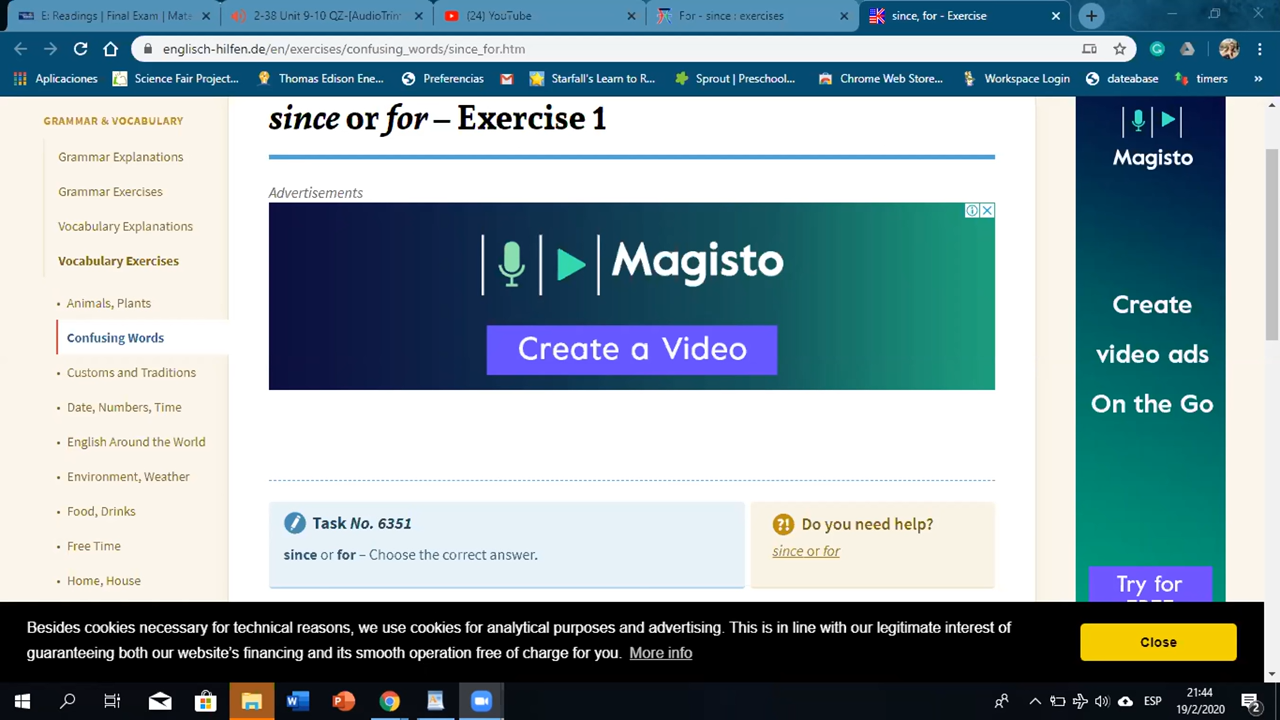 E: Readings | Final Exam | Mate
2-38 Unit 9-10 QZ-[AudioTrim
(24) YouTube
For - since : exercises
since, for - Exercise
englisch-hilfen.de/en/exercises/confusing_words/since_for.htm
Aplicaciones
Science Fair Project...
Thomas Edison Ene...
Preferencias
Starfall's Learn to R...
Sprout | Preschool...
Chrome Web Store...
Workspace Login
dateabase
timers
»
GRAMMAR & VOCABULARY
Grammar Explanations
Grammar Exercises
Vocabulary Explanations
Vocabulary Exercises
• Animals, Plants
Confusing Words
• Customs and Traditions
• Date, Numbers, Time
• English Around the World
• Environment, Weather
• Food, Drinks
• Free Time
• Home, House
since or for – Exercise 1
Advertisements
Magisto
Create a Video
Task No. 6351
since or for – Choose the correct answer.
?! Do you need help?
since or for
Magisto
Create
video ads
On the Go
Try for
Besides cookies necessary for technical reasons, we use cookies for analytical purposes and advertising. This is in line with our legitimate interest of
guaranteeing both our website's financing and its smooth operation free of charge for you. More info
Close
ESP
21:44
19/2/2020
2